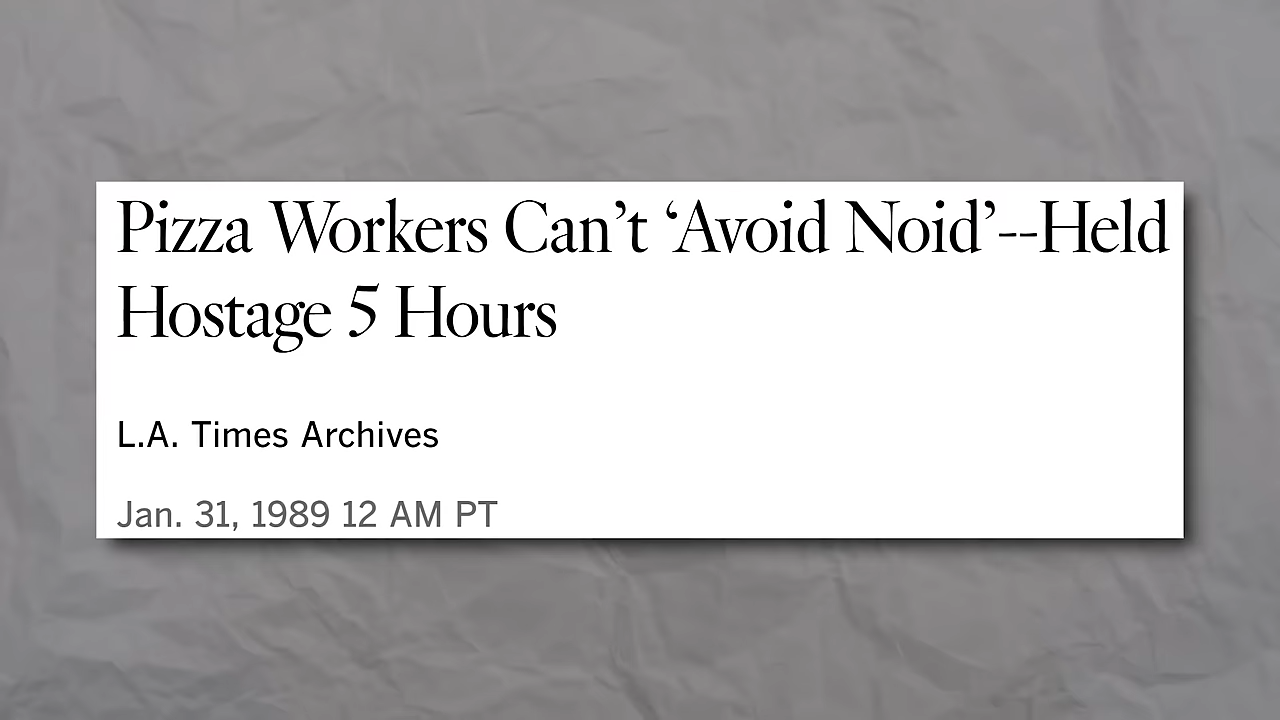 Pizza Workers Can’t ‘Avoid Noid’--Held
Hostage 5 Hours
L.A. Times Archives
Jan. 31, 1989 12 AM PT